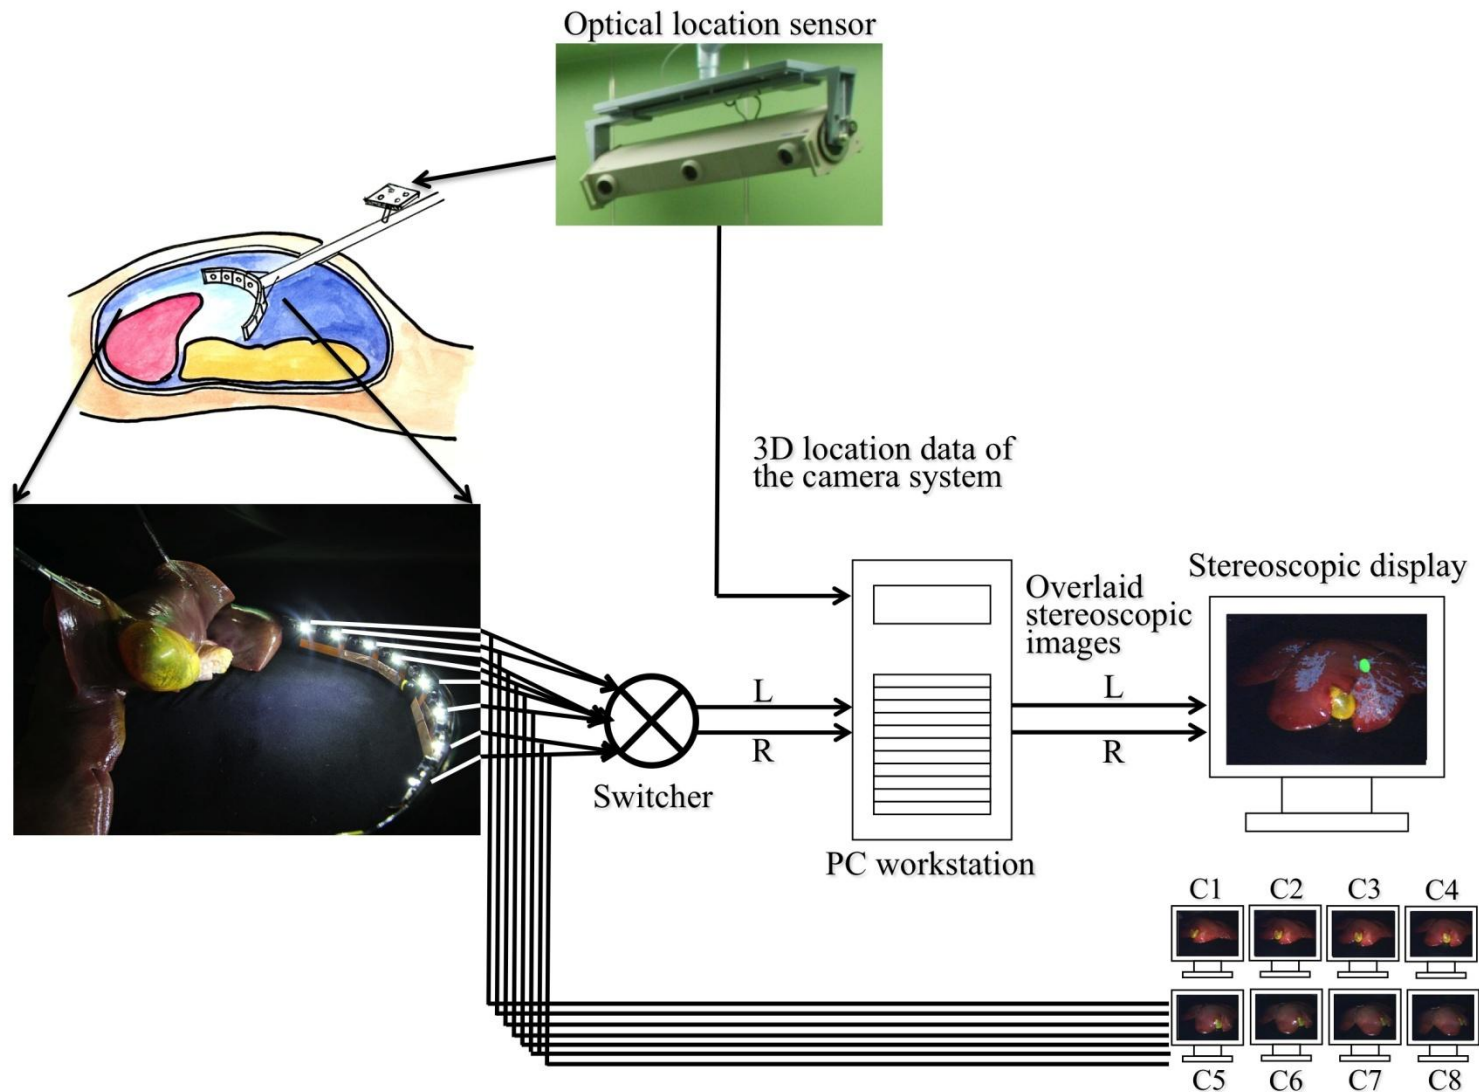 Optical location sensor
3D location data of
the camera system
Overlaid
stereoscopic
images
Stereoscopic display
L
R
L
R
Switcher
PC workstation
C1 C2 C3 C4
C5 C6 C7 C8